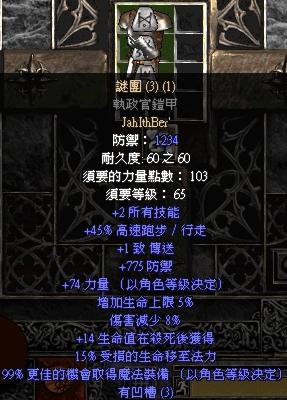 謎團 (3) (1)
執政官鎧甲
JahIthBer'
防禦： 1234
耐久度: 60 之 60
須要的力量點數： 103
須要等級： 65
+2 所有技能
+45% 高速跑步 / 行走
+1 致 傳送
+775 防禦
+74 力量 〔以角色等級決定〕
增加生命上限 5%
傷害減少 8%
+14 生命值在殺死後獲得
15% 受損的生命移至法力
99% 更佳的機會取得魔法裝備 〔以角色等級決定〕
有凹槽 (3)